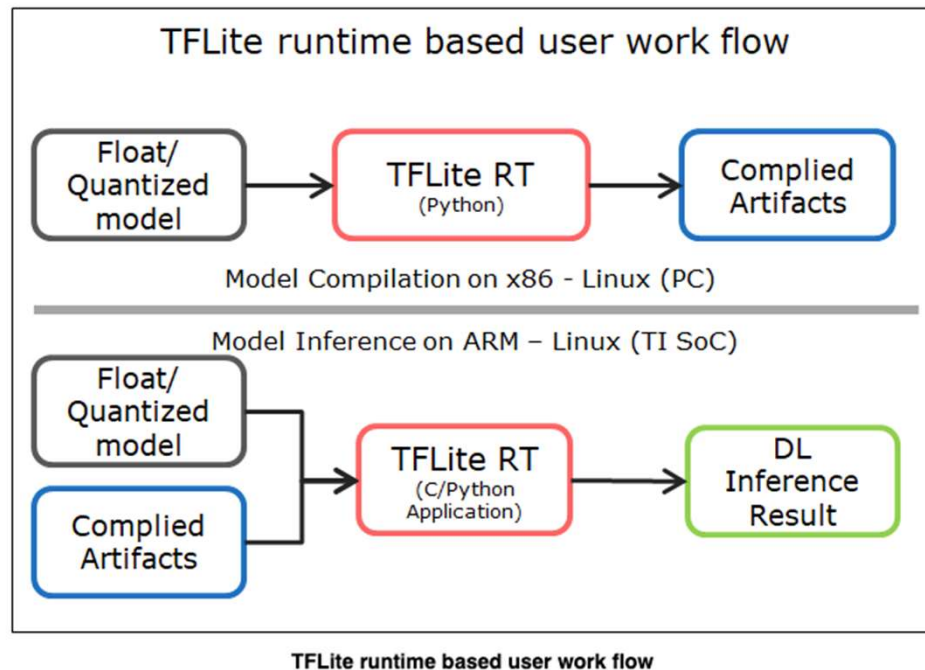 TFLite runtime based user work flow
Float/
Quantized
model
TFLite RT
(Python)
Complied
Artifacts
Model Compilation on x86 - Linux (PC)
Model Inference on ARM – Linux (TI SoC)
Float/
Quantized
model
Complied
Artifacts
TFLite RT
(C/Python
Application)
DL
Inference
Result
TFLite runtime based user work flow